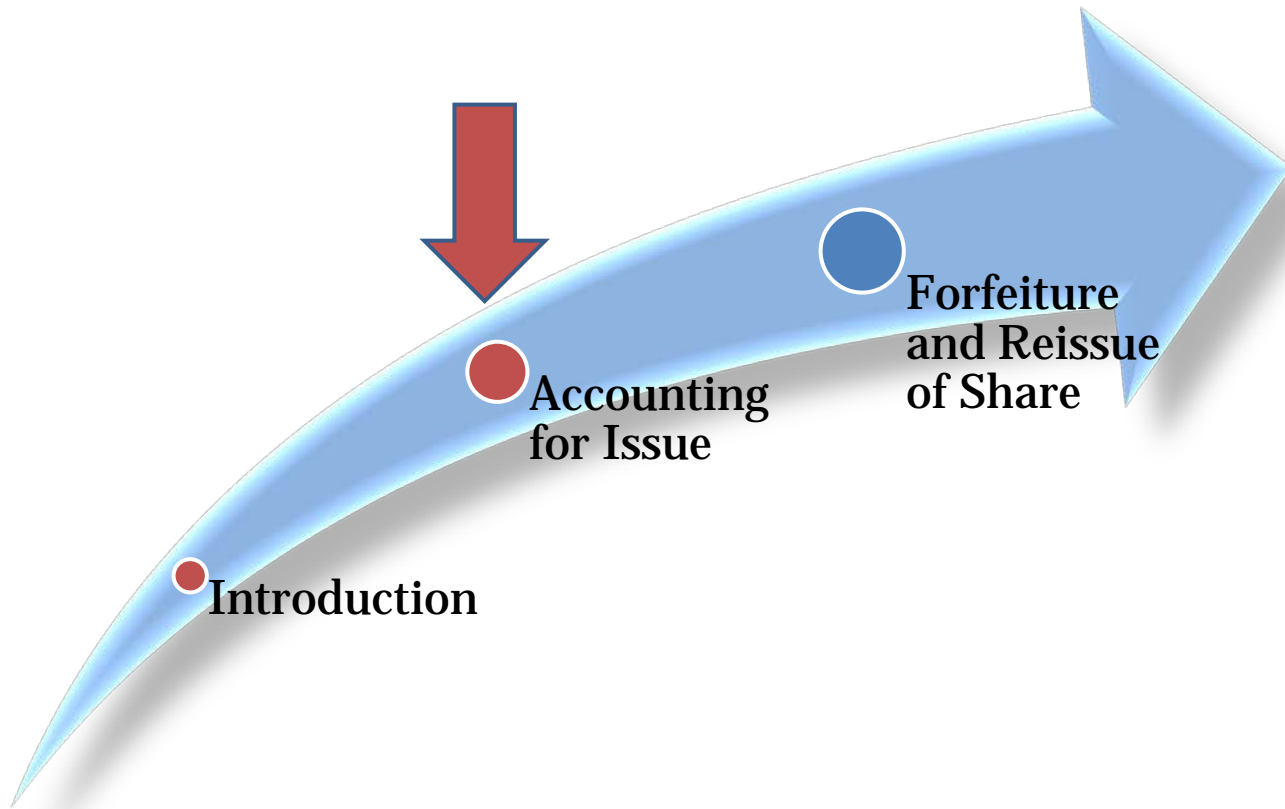 Introduction
Accounting
for Issue
Forfeiture
and Reissue
of Share